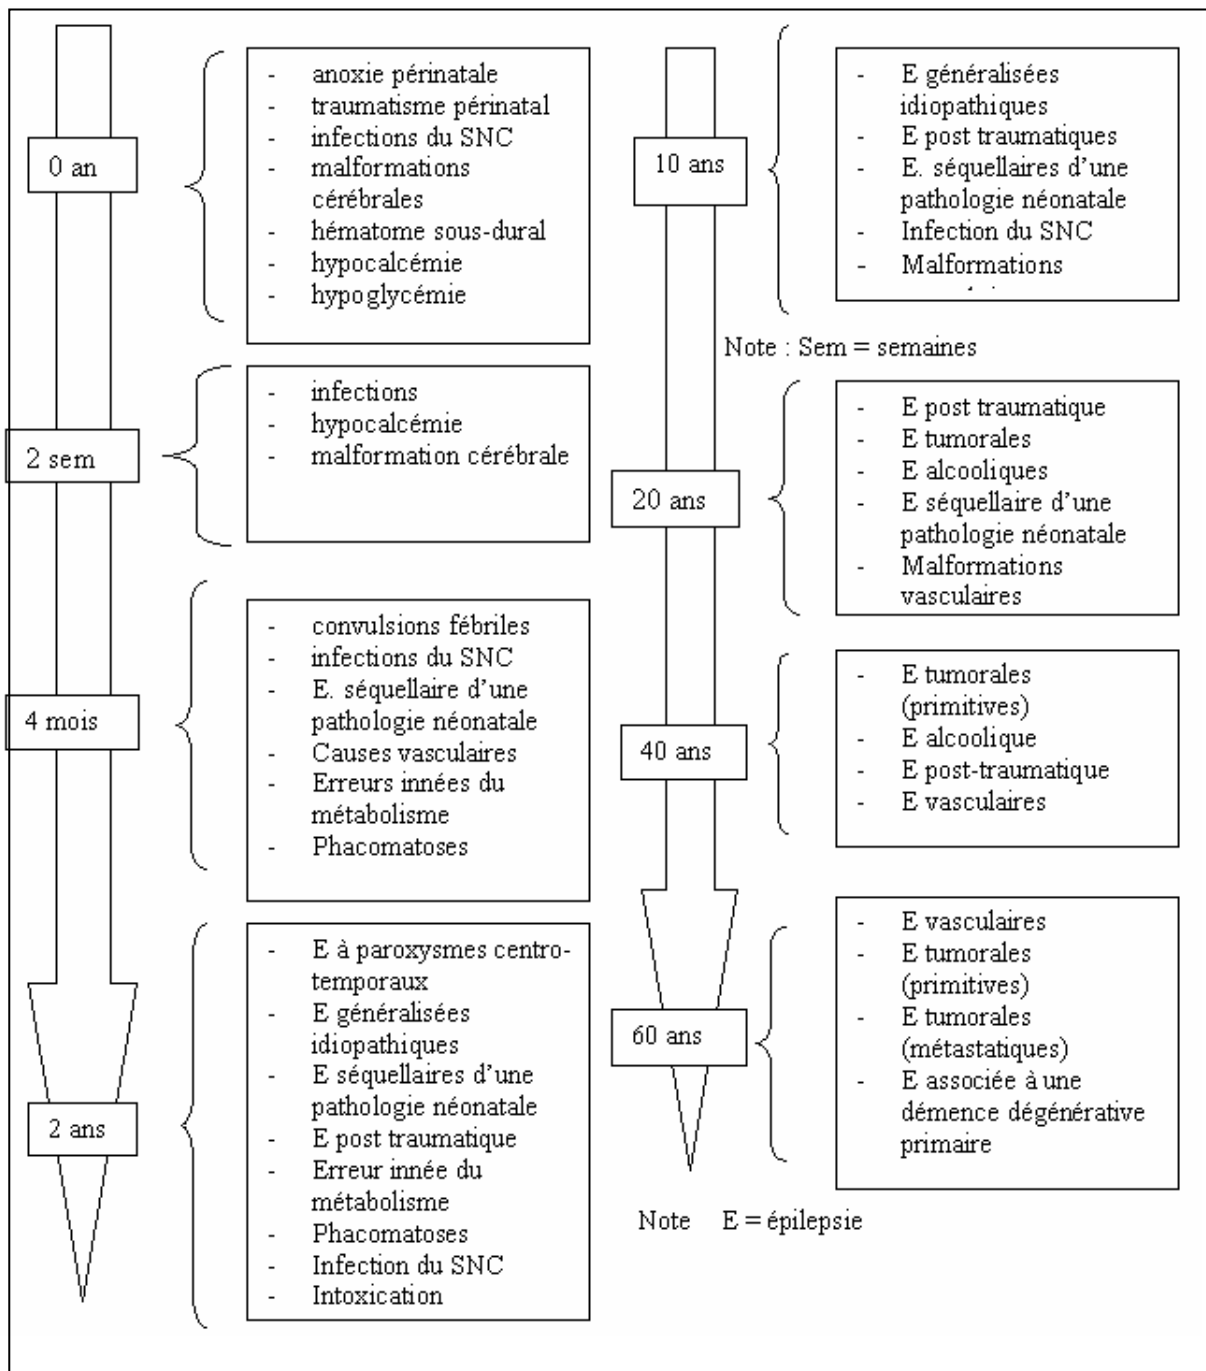 0 an
- anoxie périnatale
- traumatisme périnatal
- infections du SNC
- malformations
cérébrales
- hématome sous-dural
- hypocalcémie
- hypoglycémie
2 sem
- infections
- hypocalcémie
- malformation cérébrale
4 mois
- convulsions fébriles
- infections du SNC
- E. séquellaire d’une
pathologie néonatale
- Causes vasculaires
- Erreurs innées du
métabolisme
- Phacomatoses
2 ans
- E à paroxysmes centro-
temporaux
- E généralisées
idiopathiques
- E séquellaires d’une
pathologie néonatale
- E post traumatique
- Erreur innée du
métabolisme
- Phacomatoses
- Infection du SNC
- Intoxication
10 ans
- E généralisées
idiopathiques
- E post traumatiques
- E. séquellaires d’une
pathologie néonatale
- Infection du SNC
- Malformations
Note : Sem = semaines
20 ans
- E post traumatique
- E tumorales
- E alcooliques
- E séquellaire d’une
pathologie néonatale
- Malformations
vasculaires
40 ans
- E tumorales
(primitives)
- E alcoolique
- E post-traumatique
- E vasculaires
60 ans
- E vasculaires
- E tumorales
(primitives)
- E tumorales
(métastatiques)
- E associée à une
démence dégénérative
primaire
Note E = épilepsie